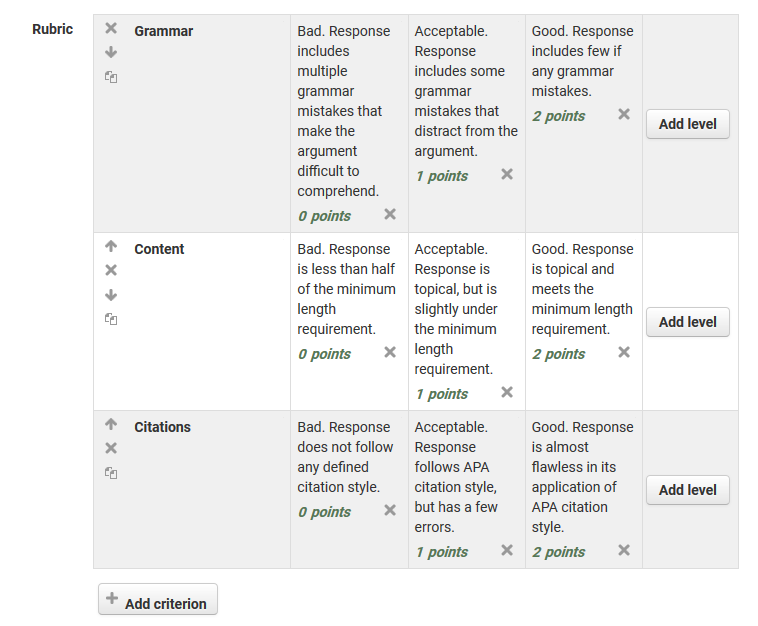 Rubric
Grammar
Bad. Response
includes
multiple
grammar
mistakes that
make the
argument
difficult to
comprehend.
0 points
Acceptable.
Response
includes some
grammar
mistakes that
distract from the
argument.
1 points
Good. Response
includes few if
any grammar
mistakes.
2 points
Add level
Content
Bad. Response
is less than half
of the minimum
length
requirement.
0 points
Acceptable.
Response is
topical, but is
slightly under
the minimum
length
requirement.
1 points
Good. Response
is topical and
meets the
minimum length
requirement.
2 points
Add level
Citations
Bad. Response
does not follow
any defined
citation style.
0 points
Acceptable.
Response
follows APA
citation style,
but has a few
errors.
1 points
Good. Response
is almost
flawless in its
application of
APA citation
style.
2 points
Add level
Add criterion